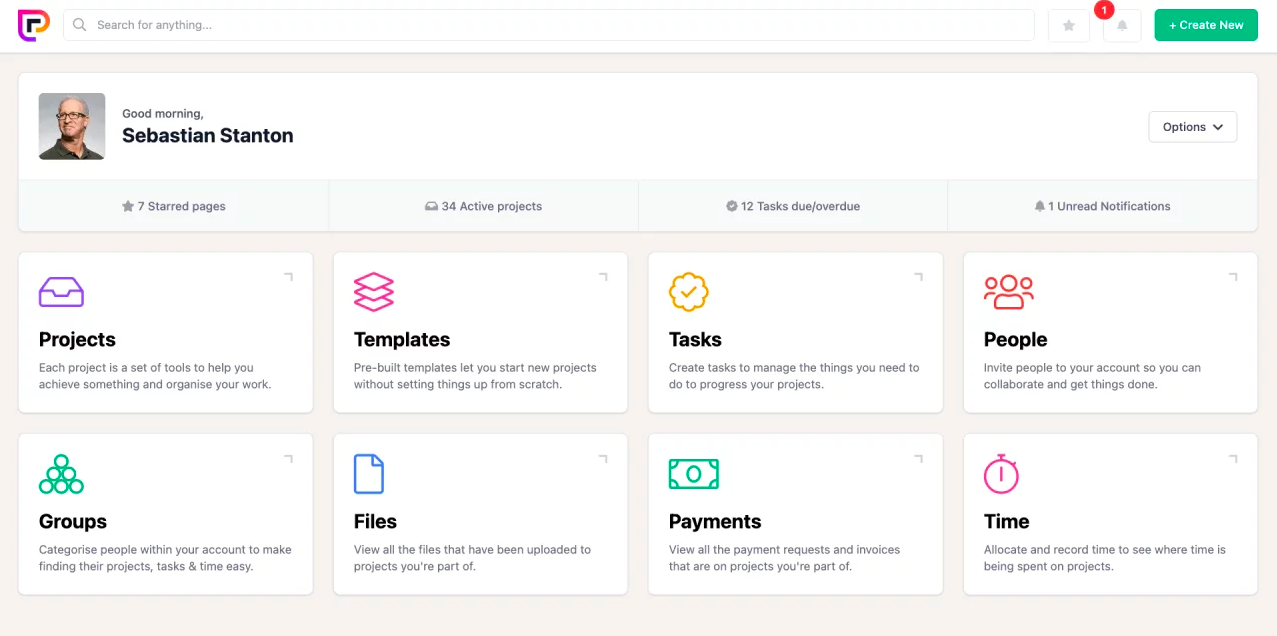 Search for anything...
1
+ Create New
Good morning,
Sebastian Stanton
Options
7 Starred pages
34 Active projects
12 Tasks due/overdue
1 Unread Notifications
Projects
Each project is a set of tools to help you
achieve something and organise your work.
Templates
Pre-built templates let you start new projects
without setting things up from scratch.
Tasks
Create tasks to manage the things you need to
do to progress your projects.
People
Invite people to your account so you can
collaborate and get things done.
Groups
Categorise people within your account to make
finding their projects, tasks & time easy.
Files
View all the files that have been uploaded to
projects you're part of.
Payments
View all the payment requests and invoices
that are on projects you're part of.
Time
Allocate and record time to see where time is
being spent on projects.